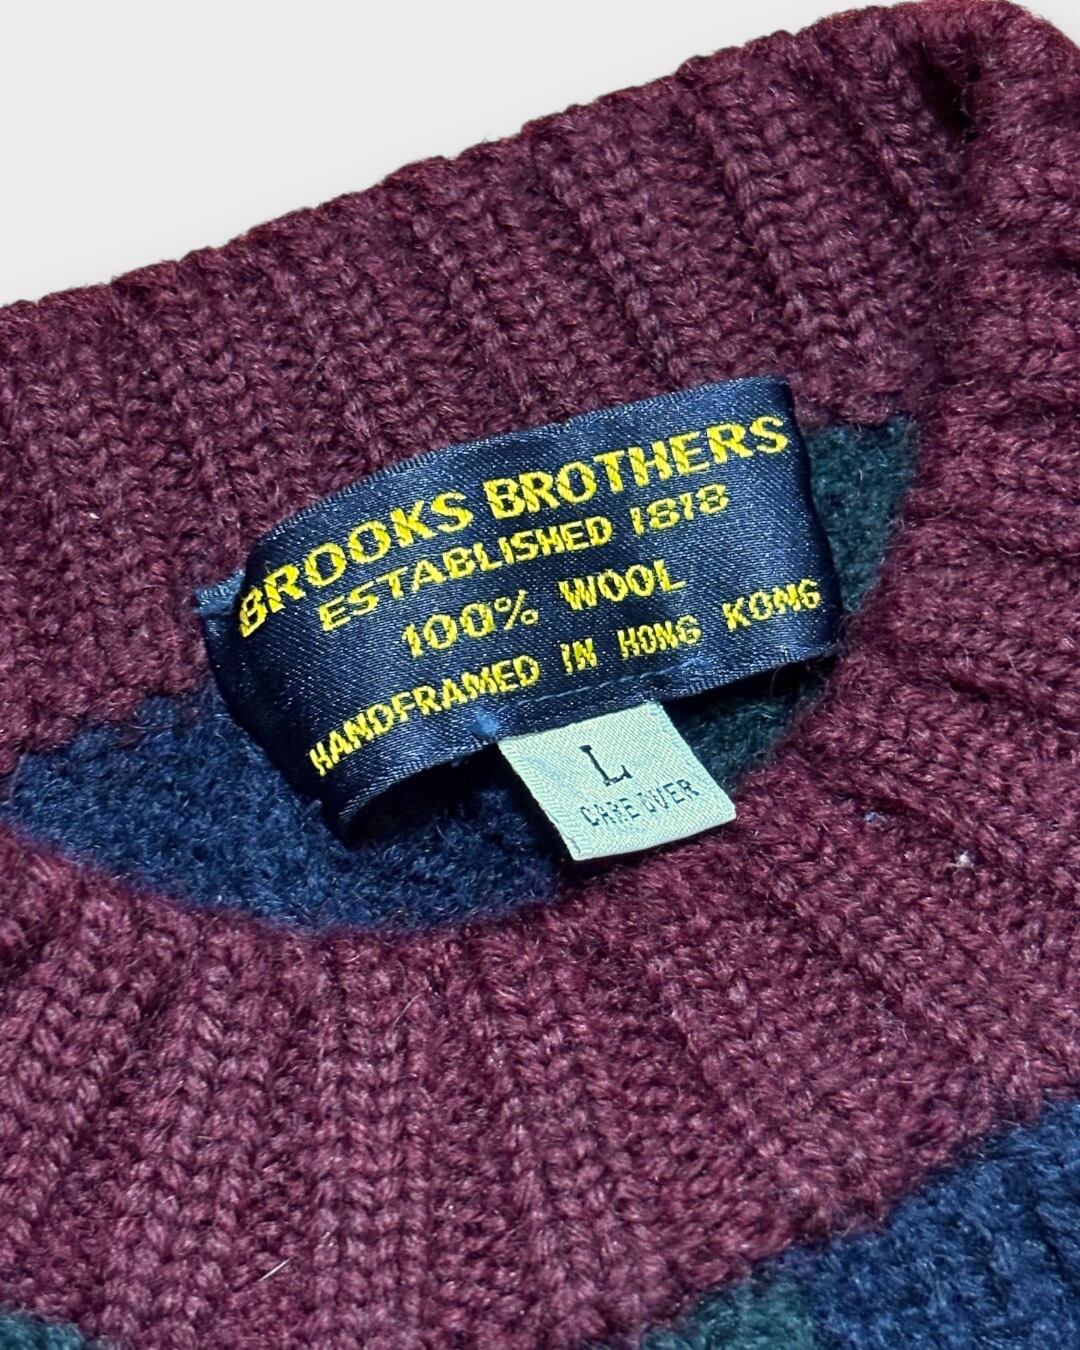 BROOKS BROTHERS
ESTABLISHED 1818
100% WOOL
HANDFRAMED IN HONG KONG
L
CARE OVER